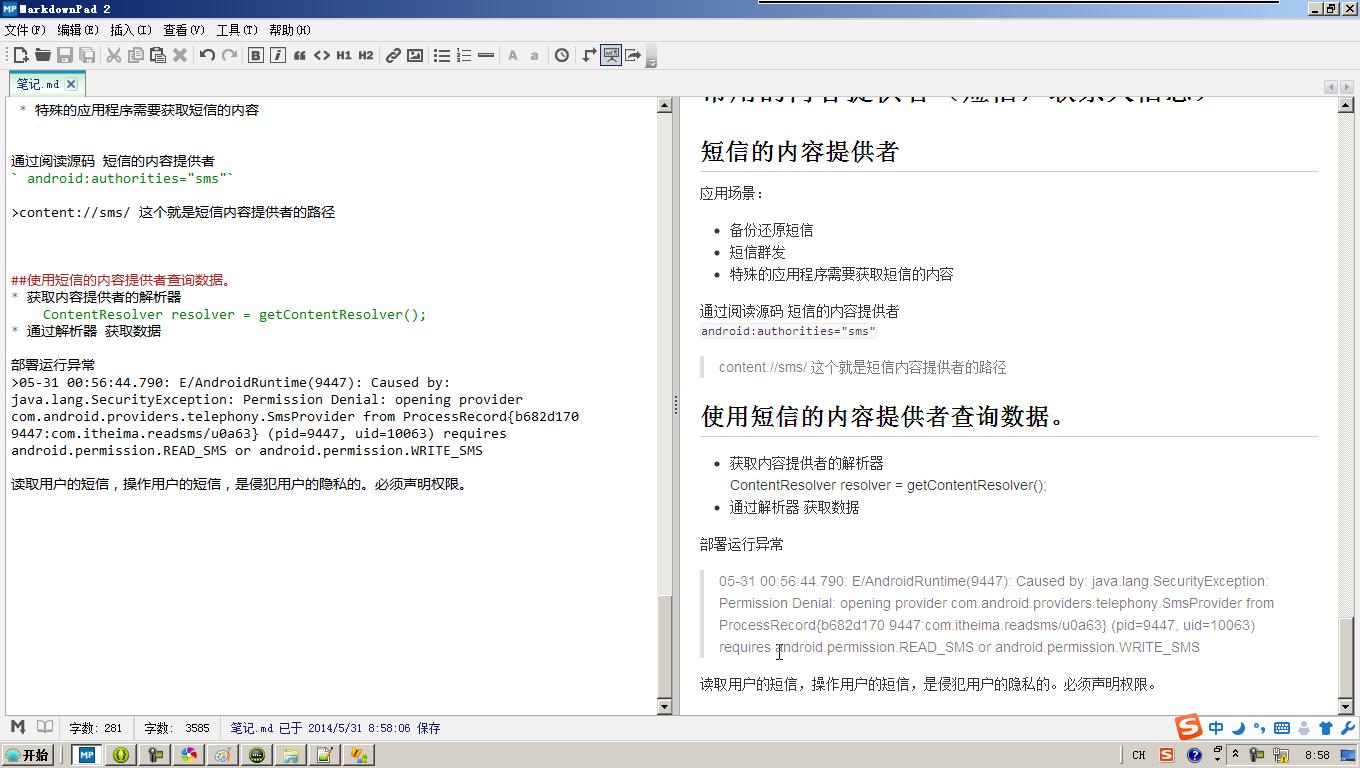 MarkdownPad 2
文件(F) 编辑(E) 插入(I) 查看(V) 工具(T) 帮助(H)
B i H1 H2 A a
笔记.md
* 特殊的应用程序需要获取短信的内容
通过阅读源码 短信的内容提供者
` android:authorities="sms"`
>content://sms/ 这个就是短信内容提供者的路径
##使用短信的内容提供者查询数据。
* 获取内容提供者的解析器
ContentResolver resolver = getContentResolver();
* 通过解析器 获取数据
部署运行异常
>05-31 00:56:44.790: E/AndroidRuntime(9447): Caused by:
java.lang.SecurityException: Permission Denial: opening provider
com.android.providers.telephony.SmsProvider from ProcessRecord{b682d170
9447:com.itheima.readsms/u0a63} (pid=9447, uid=10063) requires
android.permission.READ_SMS or android.permission.WRITE_SMS
读取用户的短信，操作用户的短信，是侵犯用户的隐私的。必须声明权限。
常用的内容提供者（短信，联系人信息）
短信的内容提供者
应用场景：
备份还原短信
短信群发
特殊的应用程序需要获取短信的内容
通过阅读源码 短信的内容提供者
android:authorities="sms"
content://sms/ 这个就是短信内容提供者的路径
使用短信的内容提供者查询数据。
获取内容提供者的解析器
ContentResolver resolver = getContentResolver();
通过解析器 获取数据
部署运行异常
05-31 00:56:44.790: E/AndroidRuntime(9447): Caused by: java.lang.SecurityException:
Permission Denial: opening provider com.android.providers.telephony.SmsProvider from
ProcessRecord{b682d170 9447:com.itheima.readsms/u0a63} (pid=9447, uid=10063)
requires android.permission.READ_SMS or android.permission.WRITE_SMS
读取用户的短信，操作用户的短信，是侵犯用户的隐私的。必须声明权限。
字数: 281 字数: 3585 笔记.md 已于 2014/5/31 8:58:06 保存
中
开始 MP CH 8:58